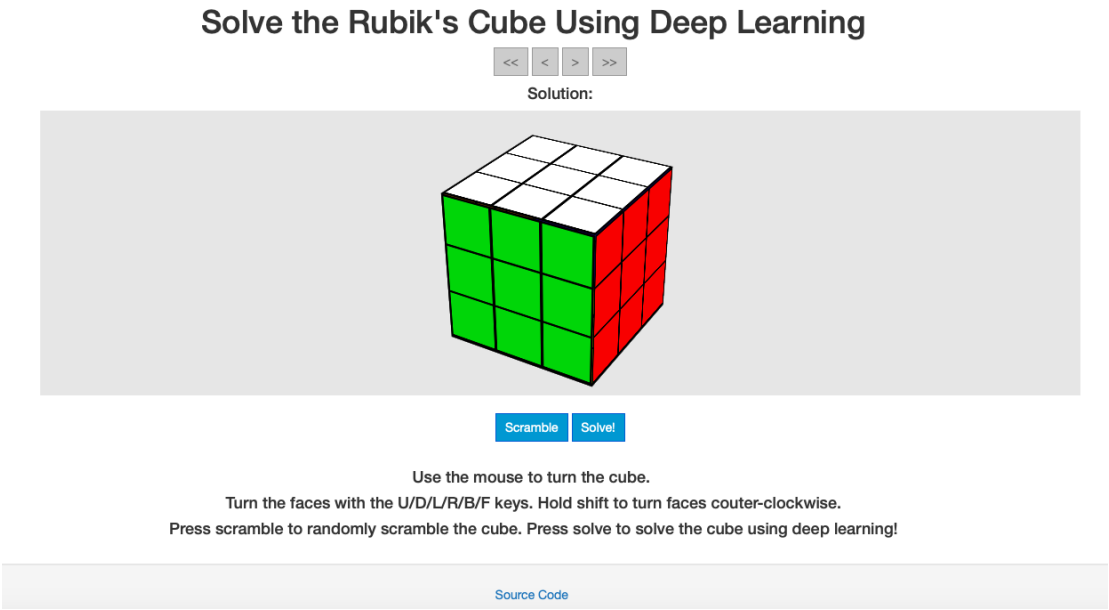 Solve the Rubik's Cube Using Deep Learning
<< < > >>
Solution:
Scramble Solve!
Use the mouse to turn the cube.
Turn the faces with the U/D/L/R/B/F keys. Hold shift to turn faces couter-clockwise.
Press scramble to randomly scramble the cube. Press solve to solve the cube using deep learning!
Source Code